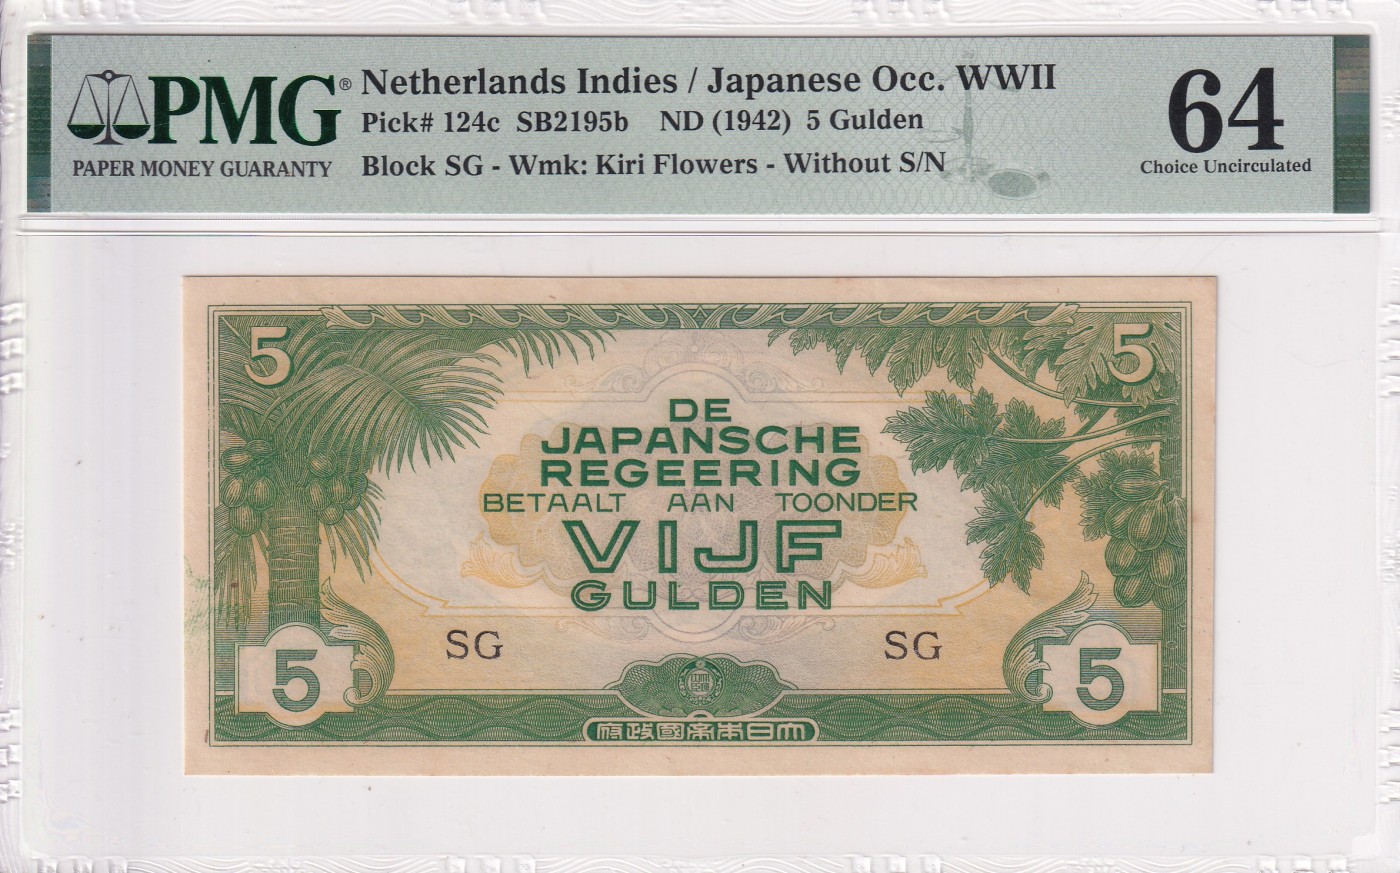 PMG® Netherlands Indies / Japanese Occ. WWII 64
Pick# 124c SB2195b ND (1942) 5 Gulden
PAPER MONEY GUARANTY Block SG - Wmk: Kiri Flowers - Without S/N Choice Uncirculated
5 5
DE
JAPANSCHE
REGEERING
BETAALT AAN TOONDER
VIJF
GULDEN
SG SG
5 5
府政國帝本日大